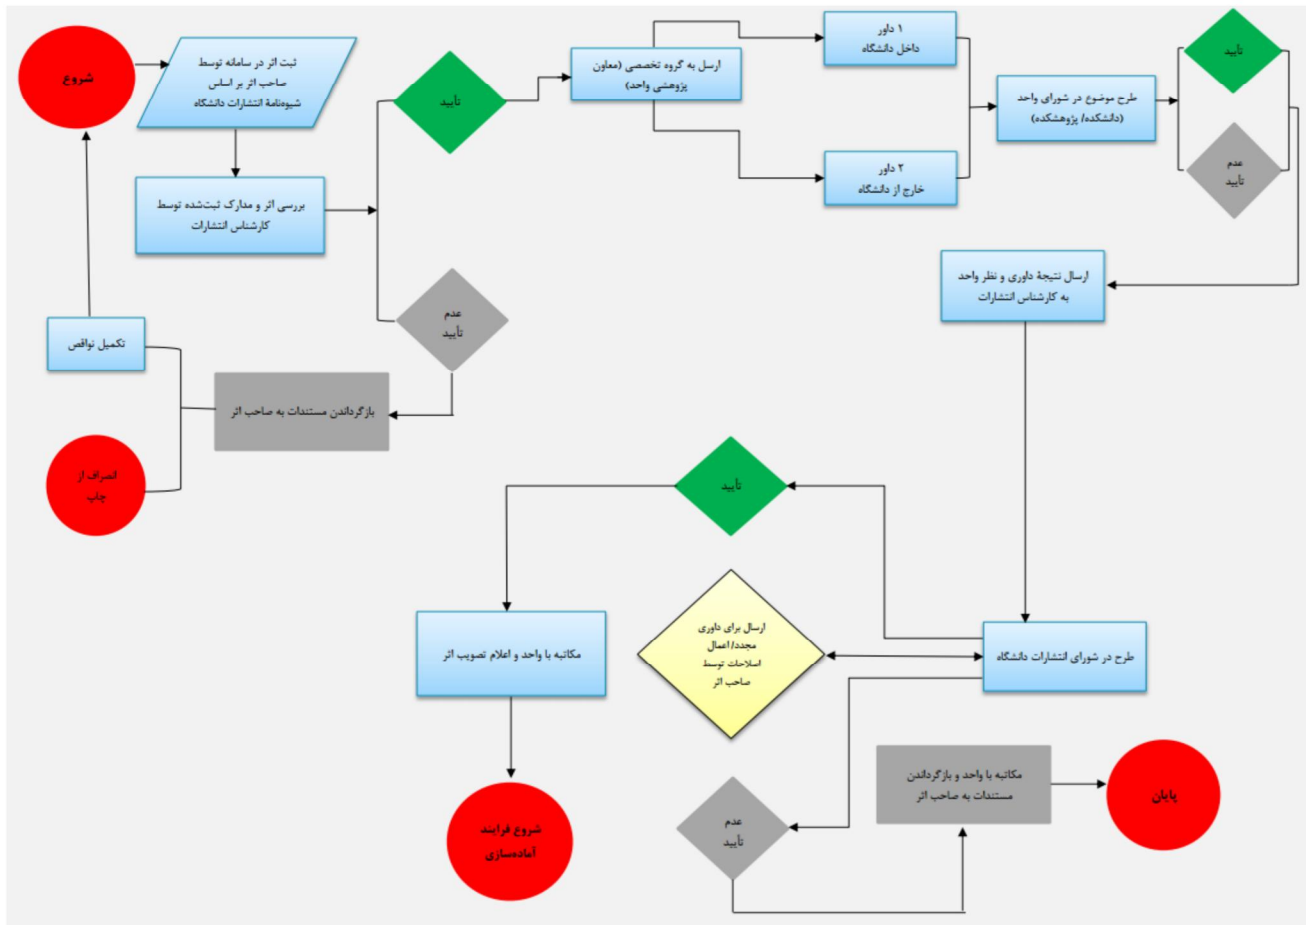 شروع
ثبت اثر در سامانه توسط
صاحب اثر بر اساس
شیوه‌نامهٔ انتشارات دانشگاه
بررسی اثر و مدارک ثبت‌شده توسط
کارشناس انتشارات
تأیید
عدم
تأیید
بازگرداندن مستندات به صاحب اثر
تکمیل نواقص
انصراف از
چاپ
ارسل به گروه تخصصی (معاون
پژوهشی واحد)
۱ داور
داخل دانشگاه
۲ داور
خارج از دانشگاه
طرح موضوع در شورای واحد
(دانشکده/ پژوهشکده)
تأیید
عدم
تأیید
ارسال نتیجهٔ داوری و نظر واحد
به کارشناس انتشارات
طرح در شورای انتشارات دانشگاه
تأیید
مکاتبه با واحد و اعلام تصویب اثر
شروع فرایند
آماده‌سازی
ارسال برای داوری
مجدد/ اعمال
اصلاحات توسط
صاحب اثر
عدم
تأیید
مکاتبه با واحد و بازگرداندن
مستندات به صاحب اثر
پایان